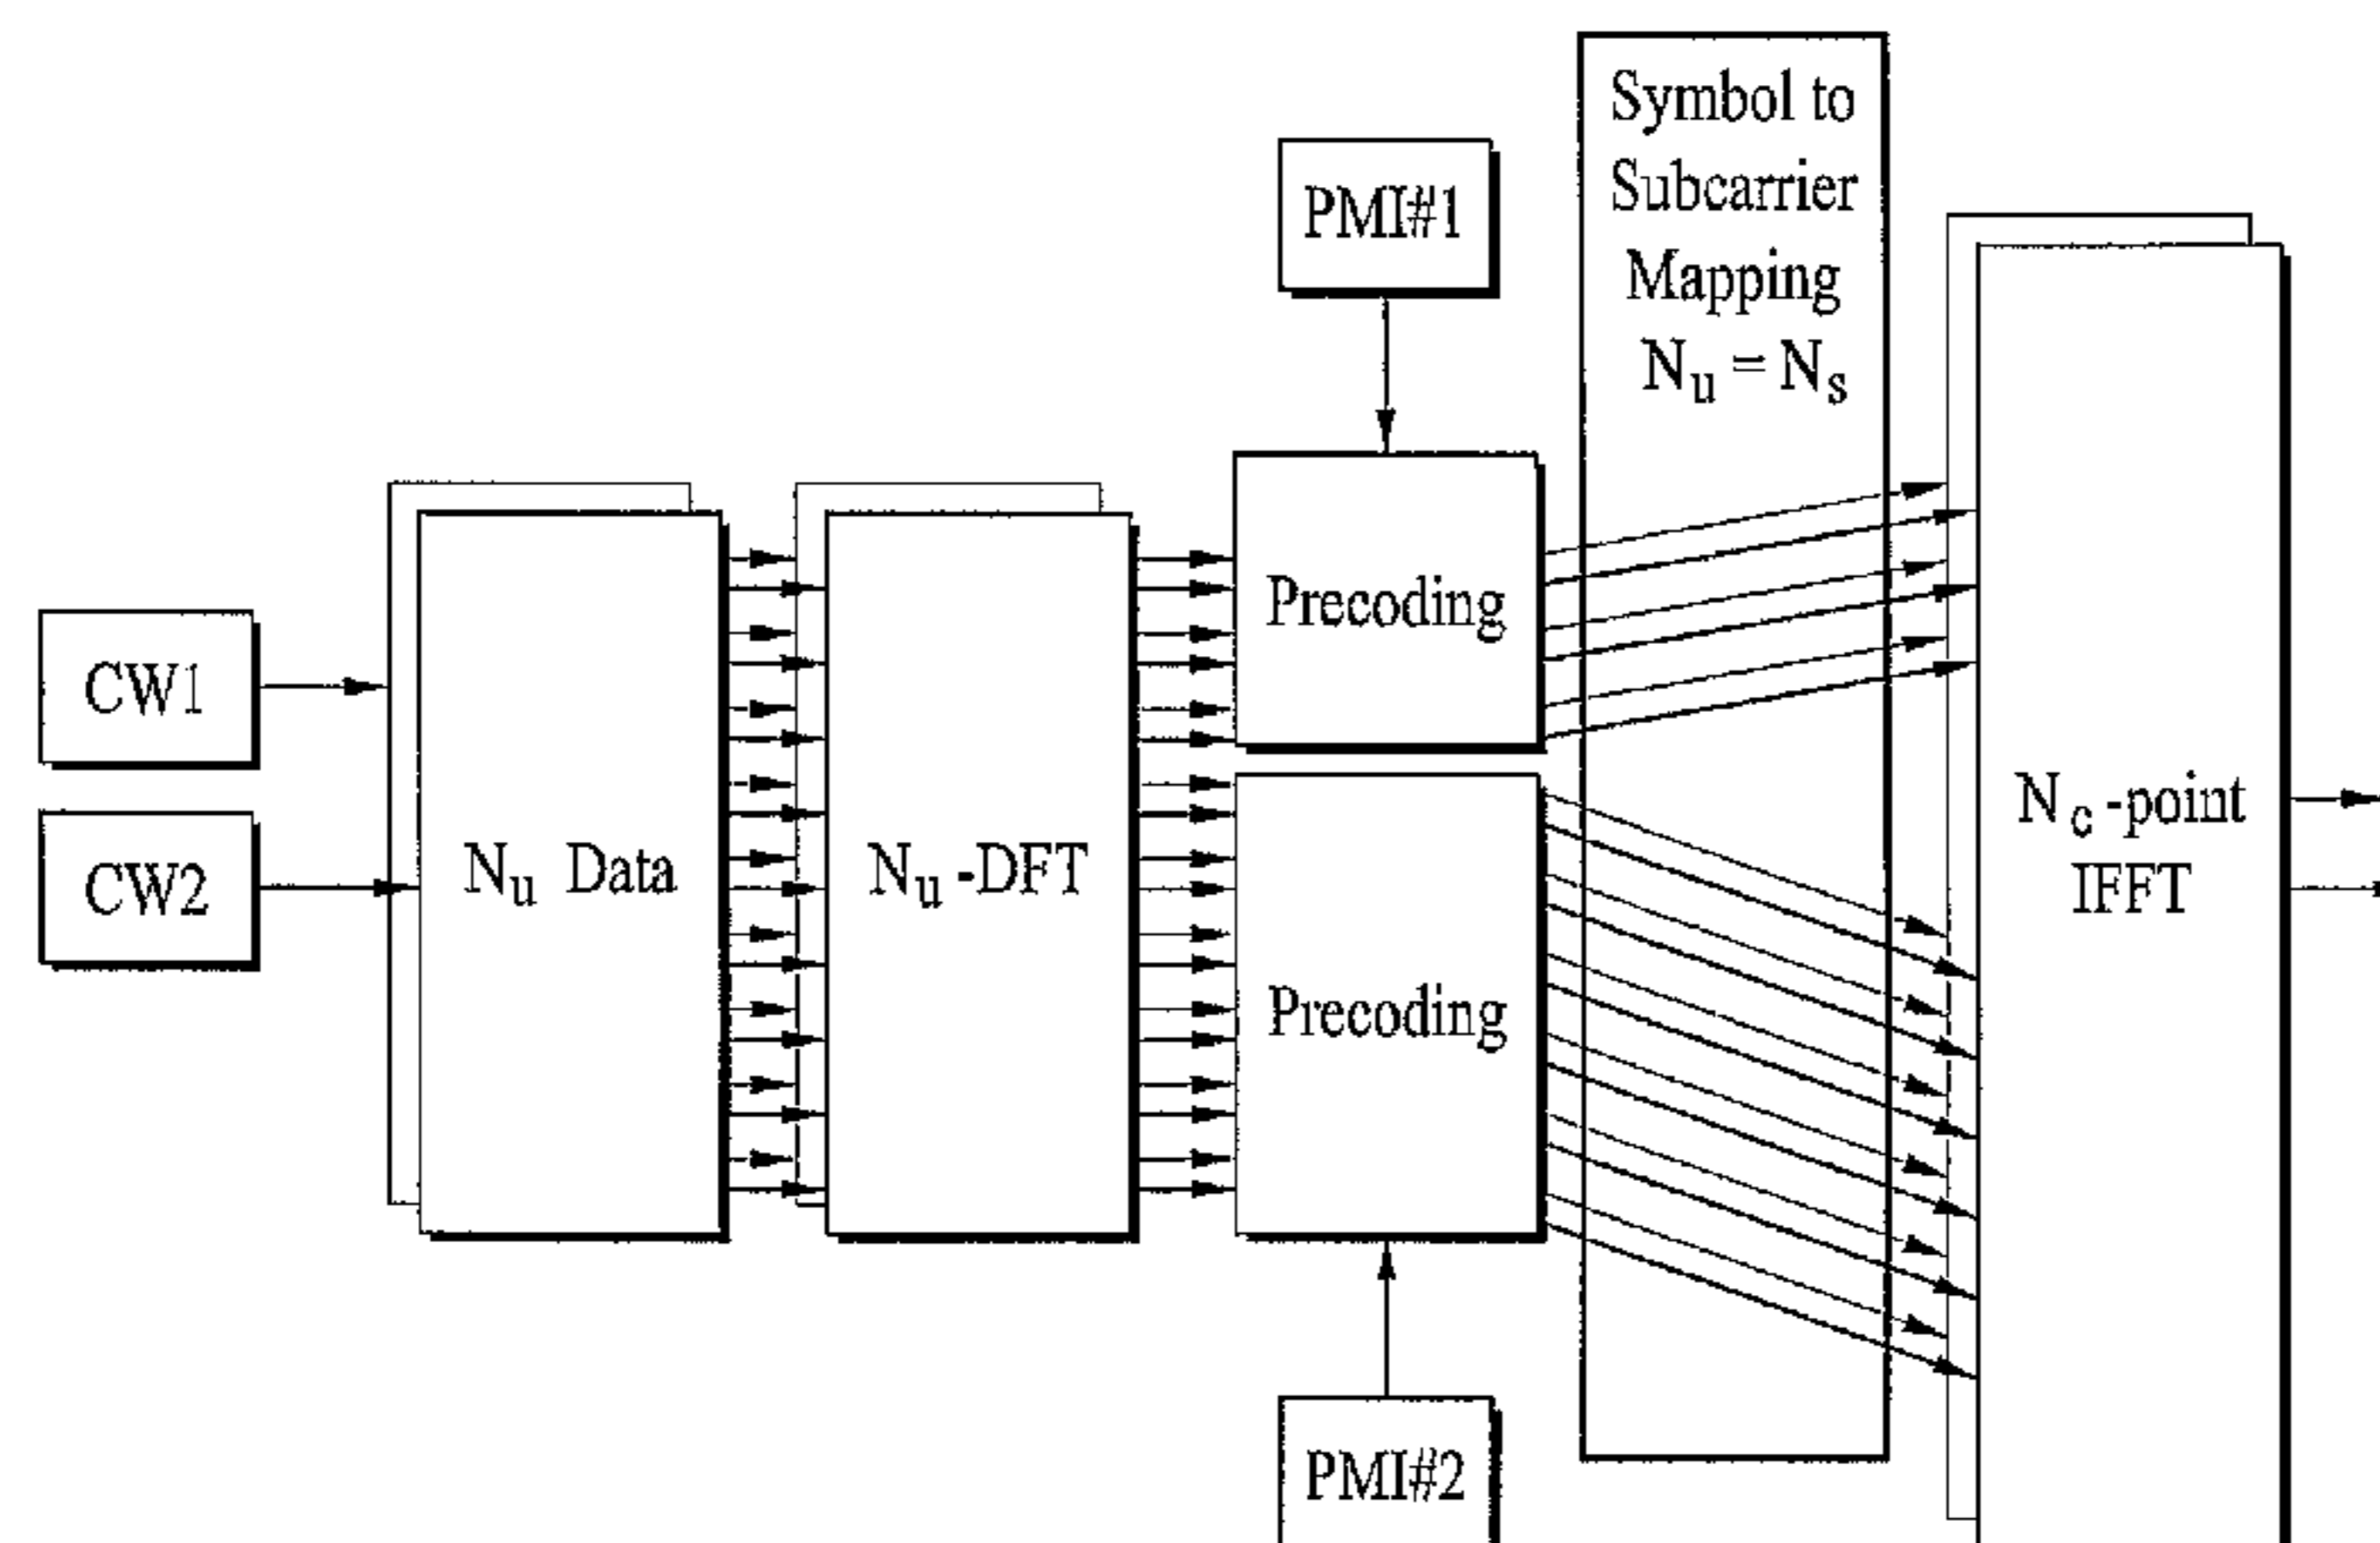 Symbol to
Subcarrier
Mapping
Nu = Ns
PMI#1
Precoding
CW1
CW2
Nu Data
Nu -DFT
Precoding
Nc -point
IFFT
PMI#2